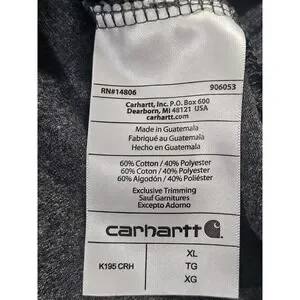 RN#14806 906053
Carhartt, Inc. P.O. Box 600
Dearborn, MI 48121 USA
carhartt.com
Made in Guatemala
Fabriqué au Guatemala
Hecho en Guatemala
60% Cotton / 40% Polyester
60% Coton / 40% Polyester
60% Algodón / 40% Poliéster
Exclusive Trimming
Sauf Garnitures
Excepto Adorno
carhartt
K195 CRH
XL
TG
XG